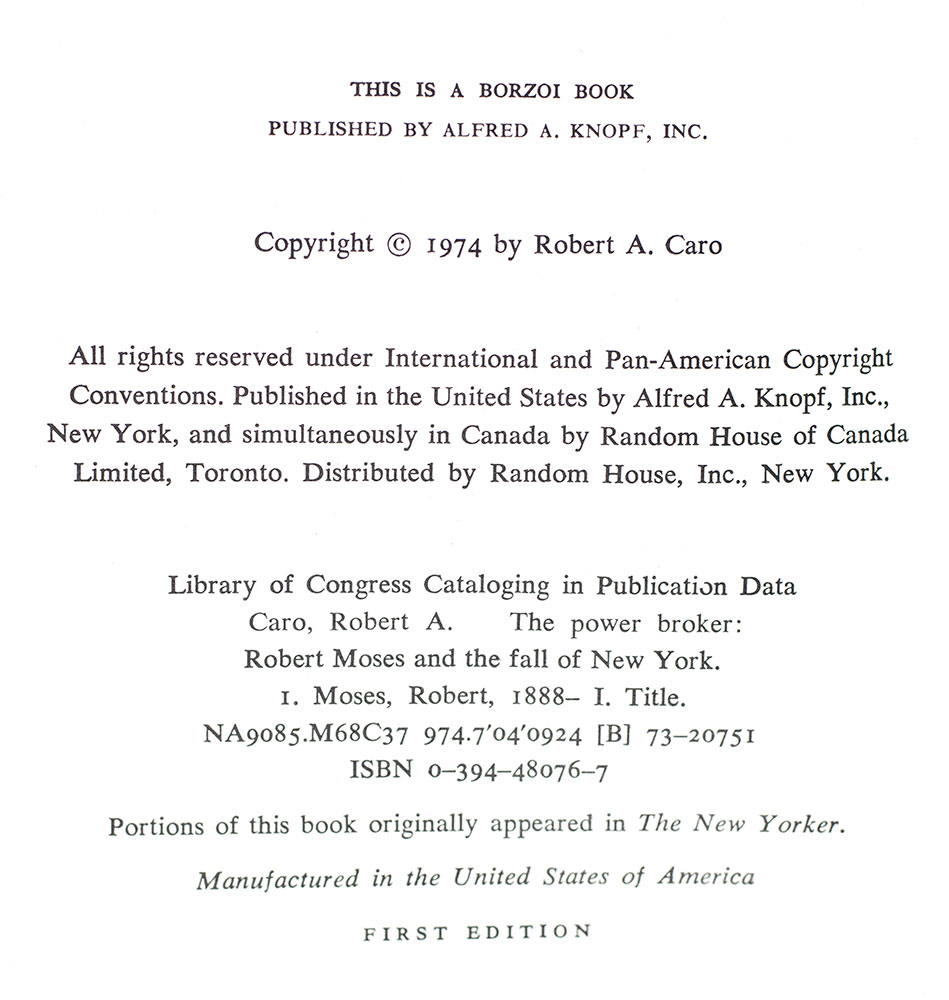 THIS IS A BORZOI BOOK
PUBLISHED BY ALFRED A. KNOPF, INC.
Copyright © 1974 by Robert A. Caro
All rights reserved under International and Pan-American Copyright
Conventions. Published in the United States by Alfred A. Knopf, Inc.,
New York, and simultaneously in Canada by Random House of Canada
Limited, Toronto. Distributed by Random House, Inc., New York.
Library of Congress Cataloging in Publication Data
Caro, Robert A. The power broker:
Robert Moses and the fall of New York.
1. Moses, Robert, 1888– I. Title.
NA9085.M68C37 974.7'04'0924 [B] 73–20751
ISBN 0–394–48076–7
Portions of this book originally appeared in The New Yorker.
Manufactured in the United States of America
FIRST EDITION